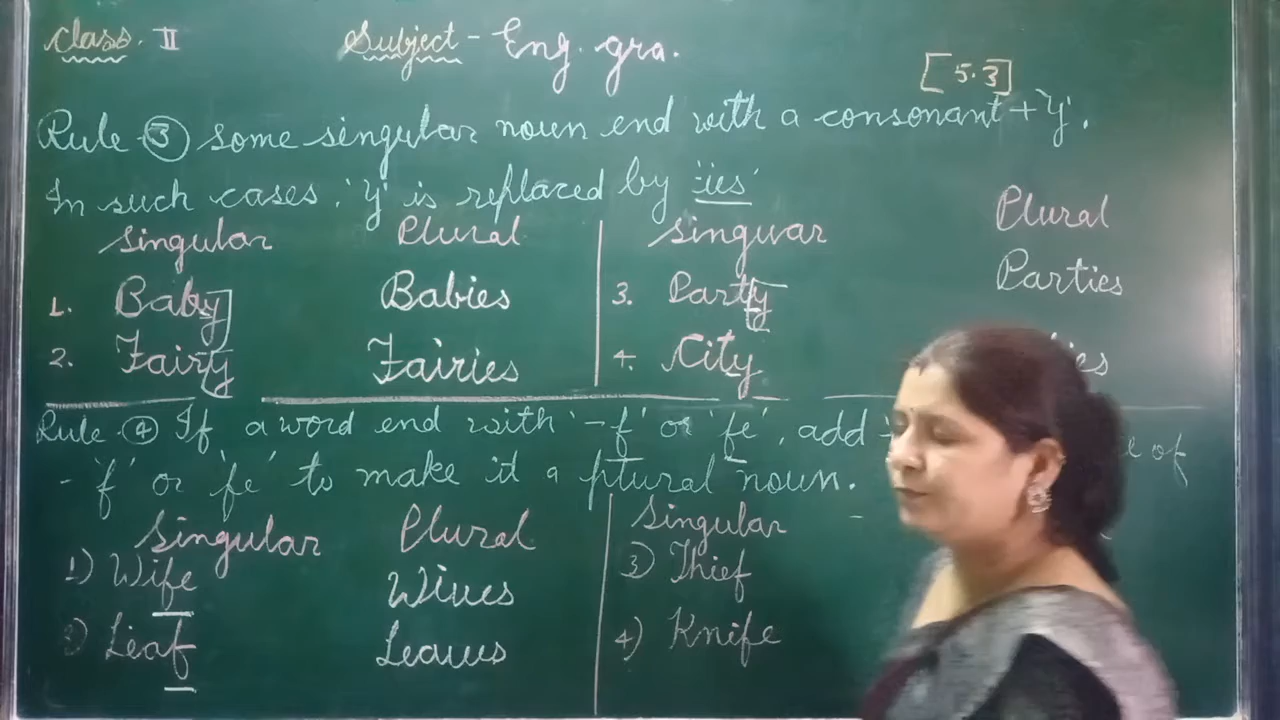 Class. II Subject - Eng. gra.
[5.3]
Rule - ③ some singular noun end with a consonant + 'y'.
In such cases, 'y' is replaced by 'ies'
Singular Plural Singular Plural
1. Baby Babies 3. Party Parties
2. Fairy Fairies 4. City
Rule - ④ If a word end with '-f' or 'fe', add of
- 'f' or 'fe' to make it a plural noun.
Singular Plural Singular
1) Wife Wives 3) Thief
2) Leaf Leaves 4) Knife